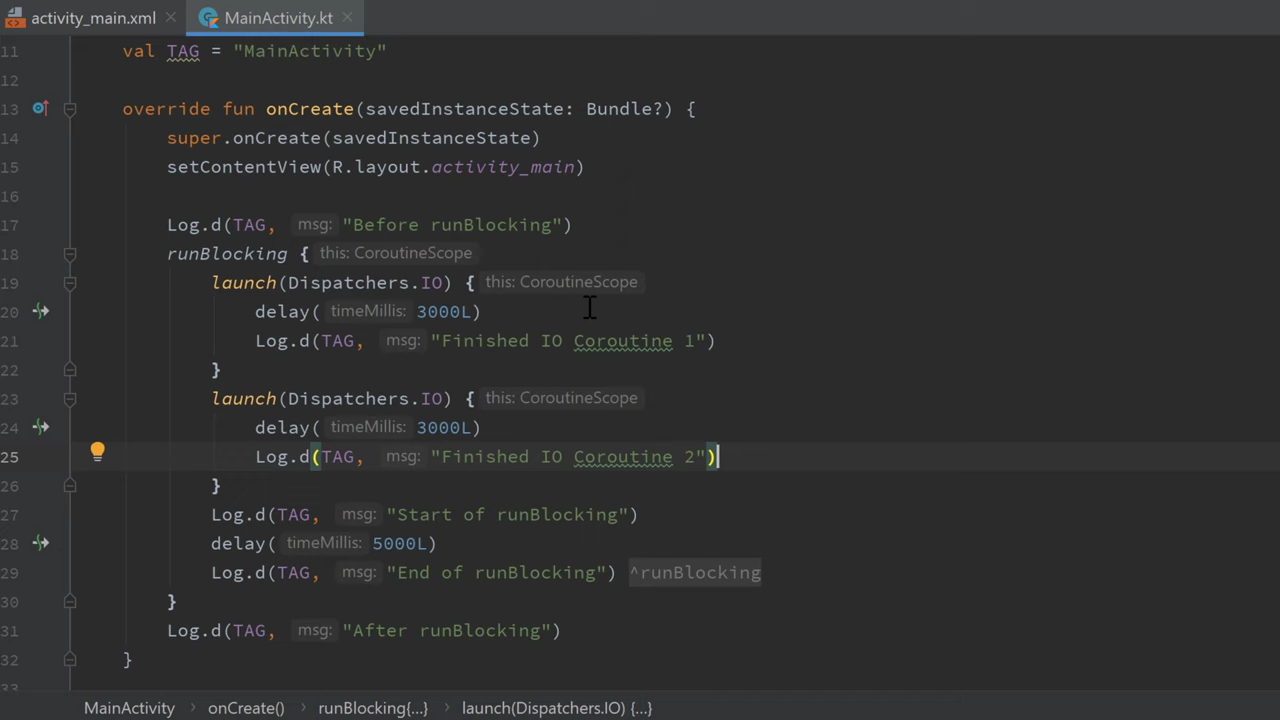 activity_main.xml MainActivity.kt
11 val TAG = "MainActivity"
12
13 override fun onCreate(savedInstanceState: Bundle?) {
14 super.onCreate(savedInstanceState)
15 setContentView(R.layout.activity_main)
16
17 Log.d(TAG, msg: "Before runBlocking")
18 runBlocking { this: CoroutineScope
19 launch(Dispatchers.IO) { this: CoroutineScope
20 delay( timeMillis: 3000L)
21 Log.d(TAG, msg: "Finished IO Coroutine 1")
22 }
23 launch(Dispatchers.IO) { this: CoroutineScope
24 delay( timeMillis: 3000L)
25 Log.d(TAG, msg: "Finished IO Coroutine 2")
26 }
27 Log.d(TAG, msg: "Start of runBlocking")
28 delay( timeMillis: 5000L)
29 Log.d(TAG, msg: "End of runBlocking") ^runBlocking
30 }
31 Log.d(TAG, msg: "After runBlocking")
32 }
33
MainActivity › onCreate() › runBlocking{...} › launch(Dispatchers.IO) {...}